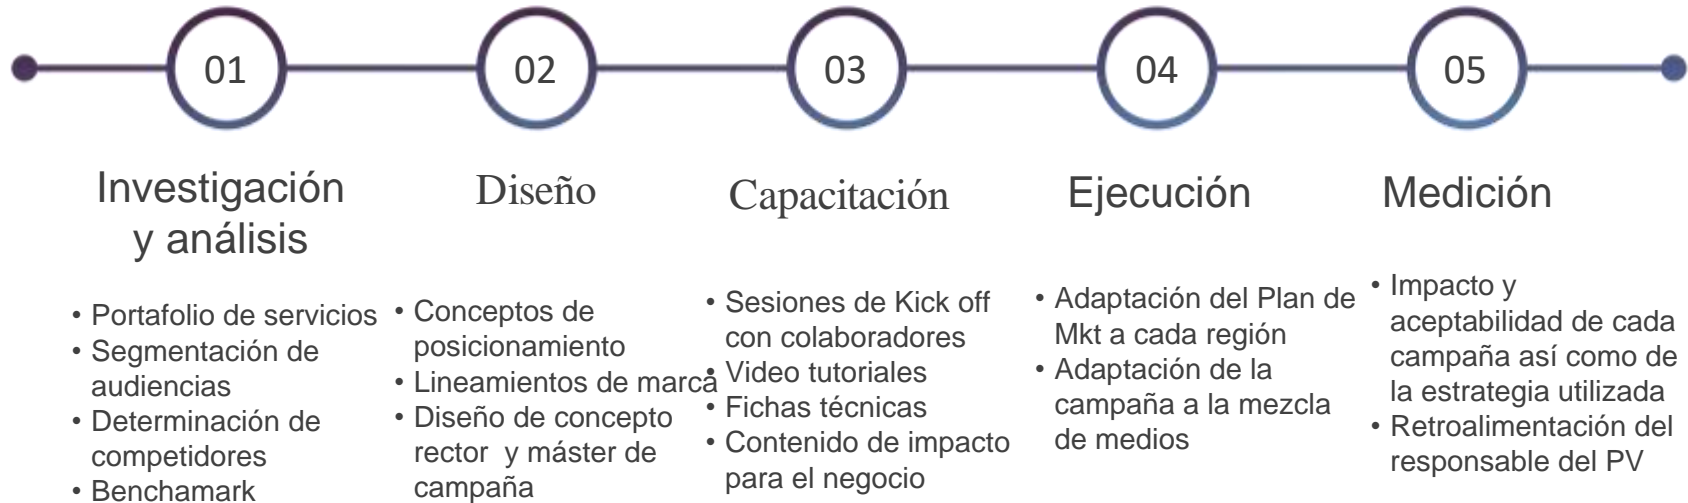 01
02
03
04
05
Investigación
y análisis
• Portafolio de servicios
• Segmentación de
audiencias
• Determinación de
competidores
• Benchamark
Diseño
• Conceptos de
posicionamiento
• Lineamientos de marca
• Diseño de concepto
rector y máster de
campaña
Capacitación
• Sesiones de Kick off
con colaboradores
• Video tutoriales
• Fichas técnicas
• Contenido de impacto
para el negocio
Ejecución
• Adaptación del Plan de
Mkt a cada región
• Adaptación de la
campaña a la mezcla
de medios
Medición
• Impacto y
aceptabilidad de cada
campaña así como de
la estrategia utilizada
• Retroalimentación del
responsable del PV